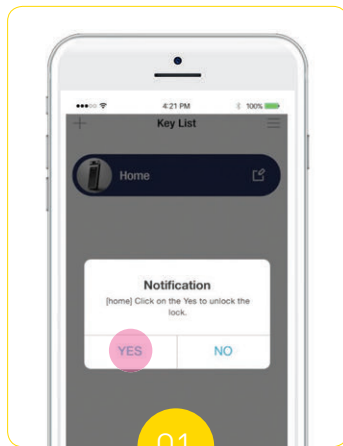 4:21 PM 100%
Key List
Home
Notification
[home] Click on the Yes to unlock the
lock.
YES NO
01